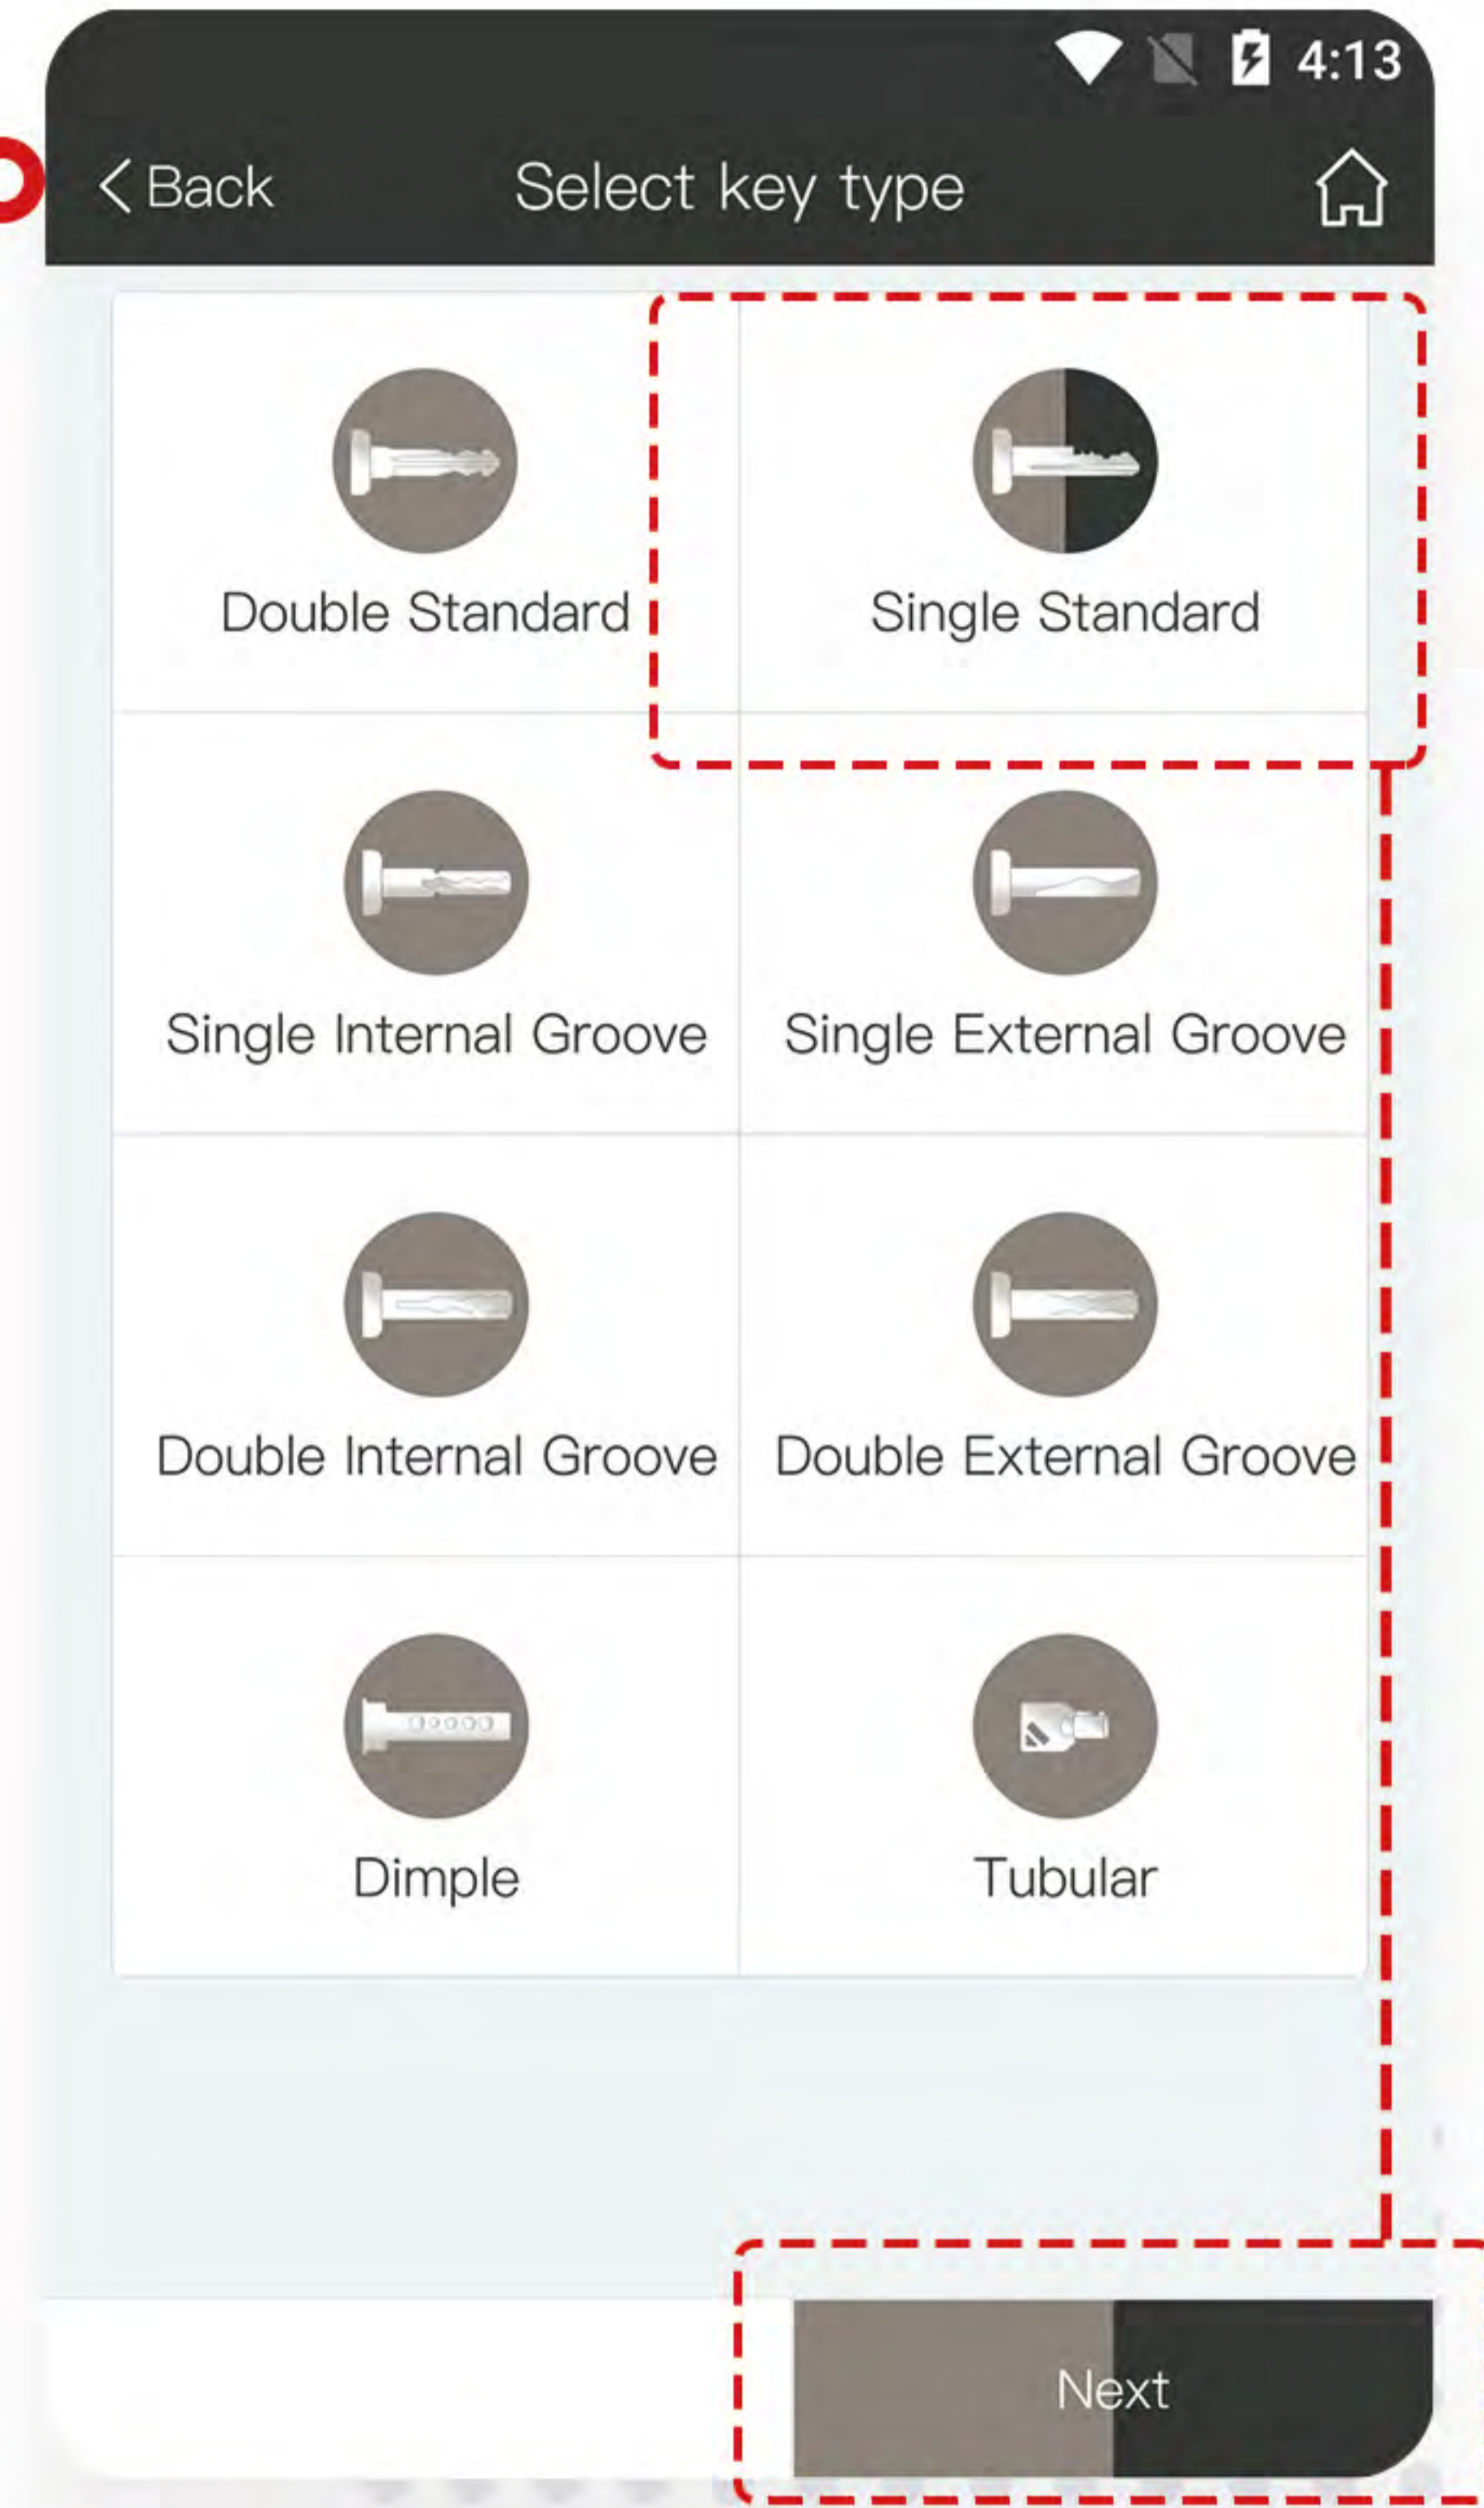 4:13
Back
Select key type
Double Standard
Single Standard
Single Internal Groove
Single External Groove
Double Internal Groove
Double External Groove
Dimple
Tubular
Next